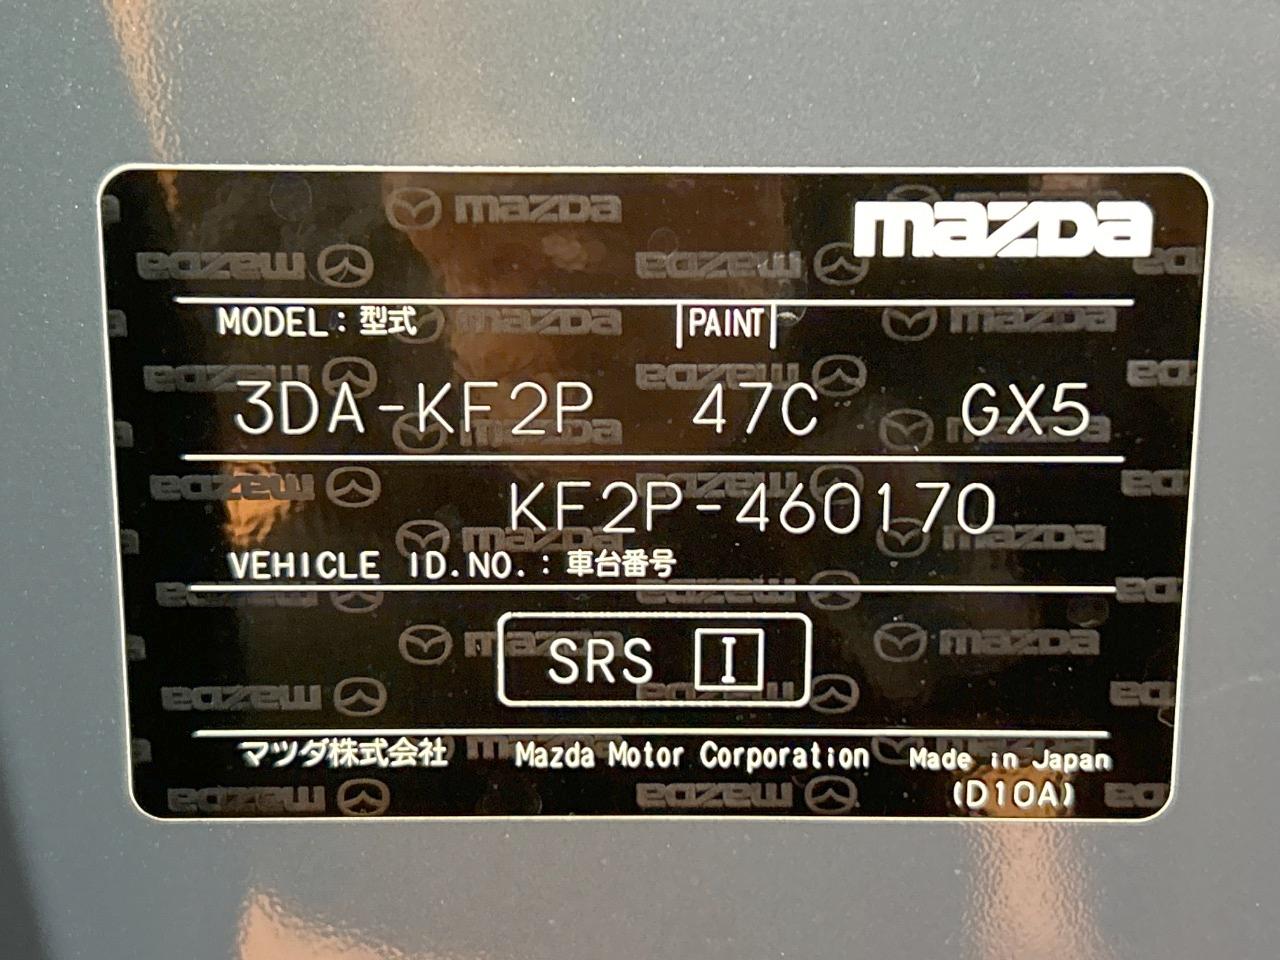 mazda
MODEL：型式 |PAINT|
3DA-KF2P 47C GX5
KF2P-460170
VEHICLE ID.NO.：車台番号
SRS I
マツダ株式会社 Mazda Motor Corporation Made in Japan
(D10A)